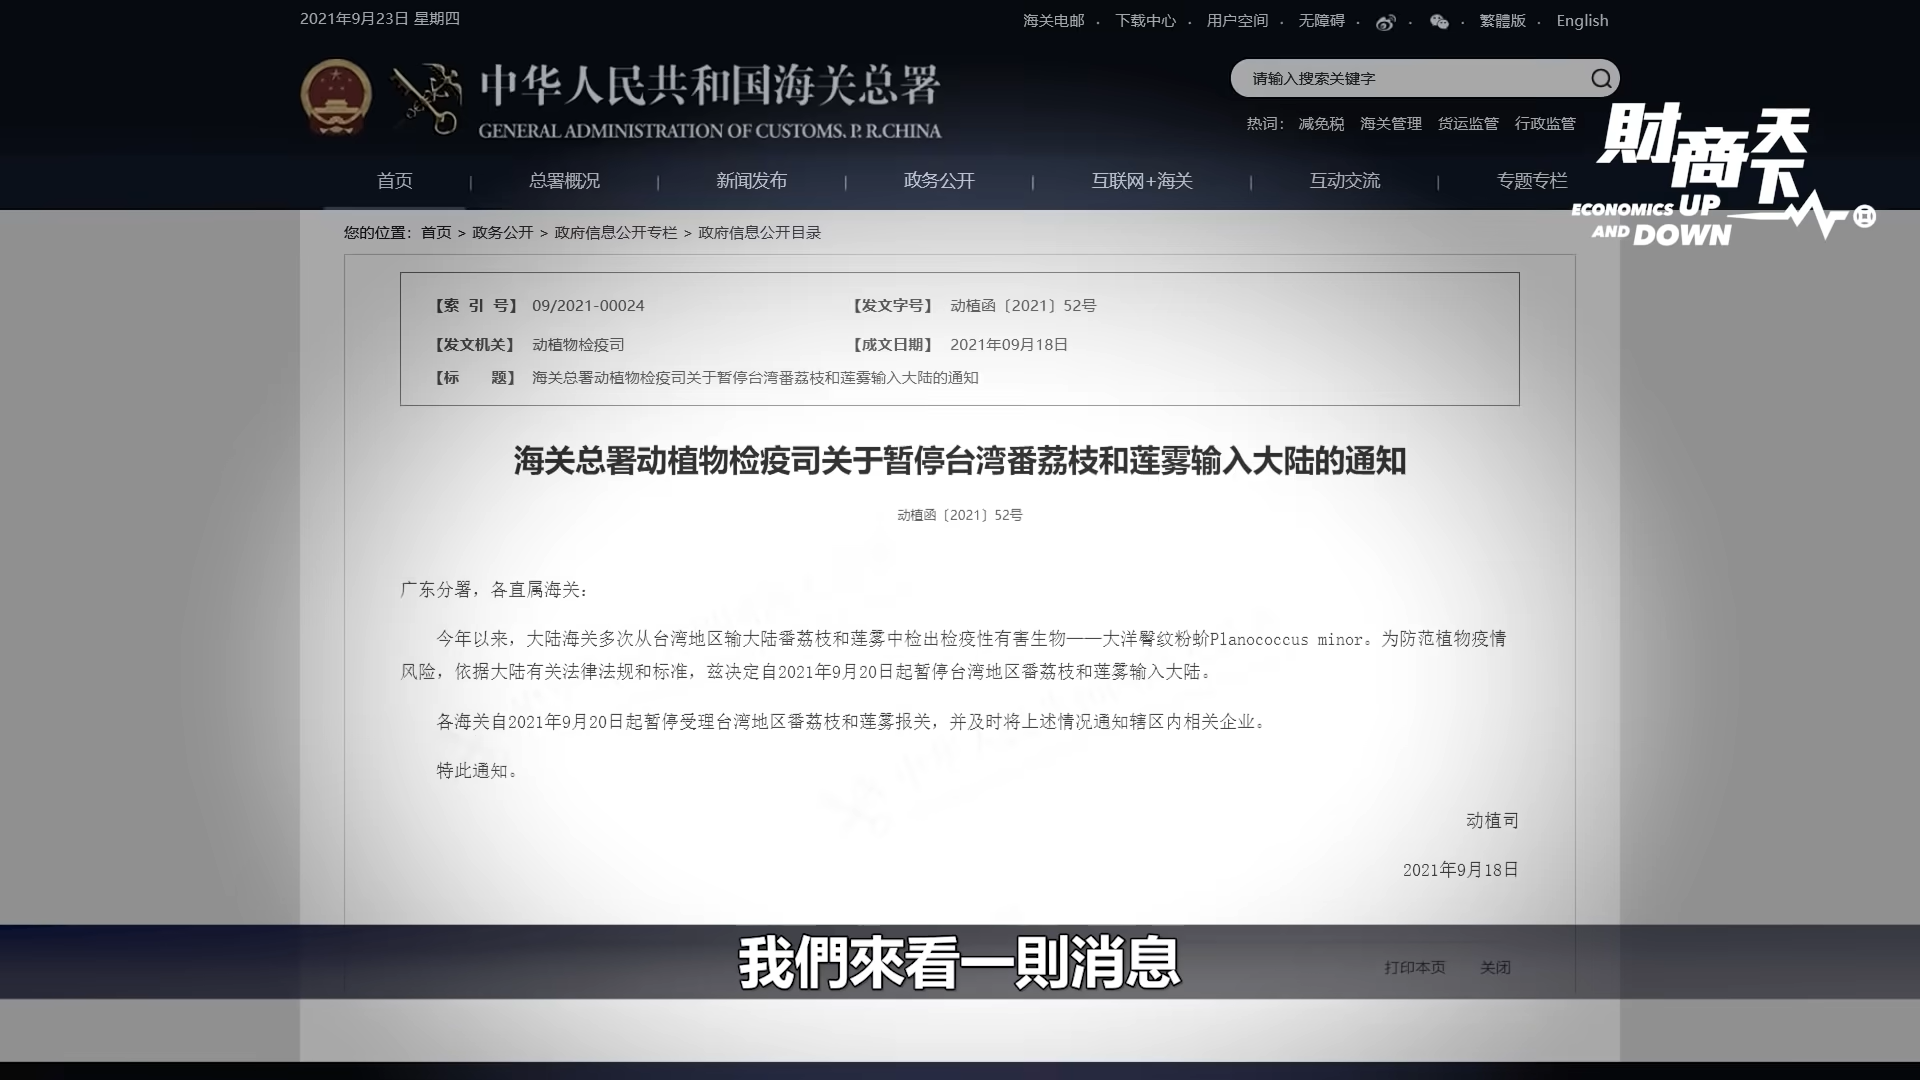 2021年9月23日 星期四
海关电邮 · 下载中心 · 用户空间 · 无障碍 · · · 繁體版 · English
中华人民共和国海关总署
GENERAL ADMINISTRATION OF CUSTOMS, P. R.CHINA
请输入搜索关键字
热词： 减免税 海关管理 货运监管 行政监管
財商天下
ECONOMICS UP
AND DOWN
首页 | 总署概况 | 新闻发布 | 政务公开 | 互联网+海关 | 互动交流 | 专题专栏
您的位置：首页 > 政务公开 > 政府信息公开专栏 > 政府信息公开目录
【索 引 号】 09/2021-00024 【发文字号】 动植函〔2021〕52号
【发文机关】 动植物检疫司 【成文日期】 2021年09月18日
【标 题】 海关总署动植物检疫司关于暂停台湾番荔枝和莲雾输入大陆的通知
海关总署动植物检疫司关于暂停台湾番荔枝和莲雾输入大陆的通知
动植函〔2021〕52号
广东分署，各直属海关：
今年以来，大陆海关多次从台湾地区输大陆番荔枝和莲雾中检出检疫性有害生物——大洋臀纹粉蚧Planococcus minor。为防范植物疫情
风险，依据大陆有关法律法规和标准，兹决定自2021年9月20日起暂停台湾地区番荔枝和莲雾输入大陆。
各海关自2021年9月20日起暂停受理台湾地区番荔枝和莲雾报关，并及时将上述情况通知辖区内相关企业。
特此通知。
动植司
2021年9月18日
我們來看一則消息
打印本页 关闭